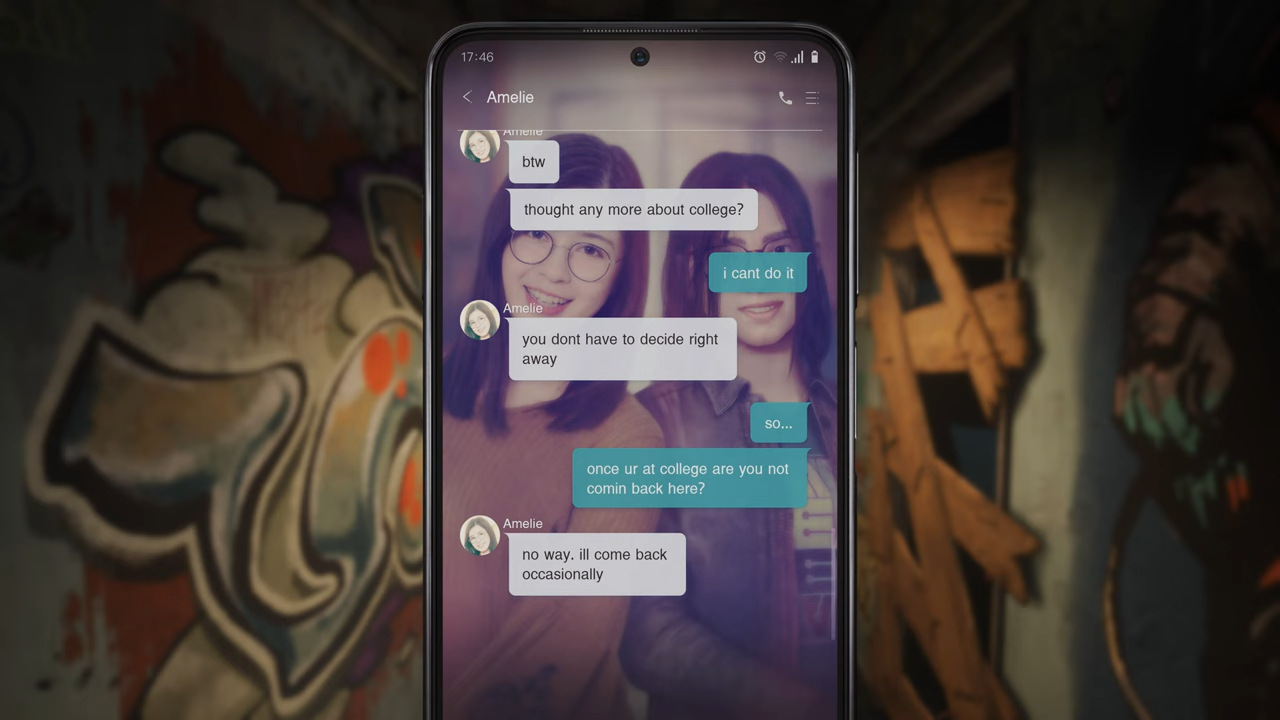 17:46
Amelie
Amelie
btw
thought any more about college?
i cant do it
Amelie
you dont have to decide right
away
so...
once ur at college are you not
comin back here?
Amelie
no way. ill come back
occasionally